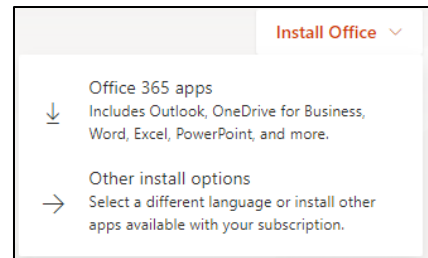 Install Office
Office 365 apps
Includes Outlook, OneDrive for Business,
Word, Excel, PowerPoint, and more.
Other install options
Select a different language or install other
apps available with your subscription.